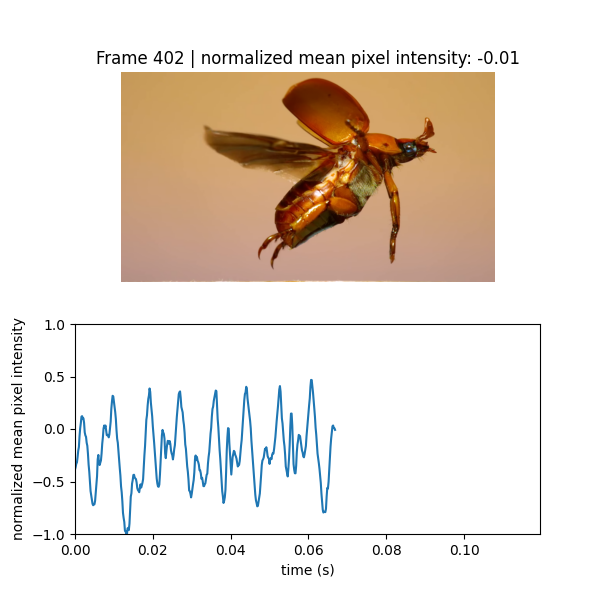 Frame 402 | normalized mean pixel intensity: -0.01
1.0
0.5
0.0
−0.5
−1.0
normalized mean pixel intensity
0.00 0.02 0.04 0.06 0.08 0.10
time (s)